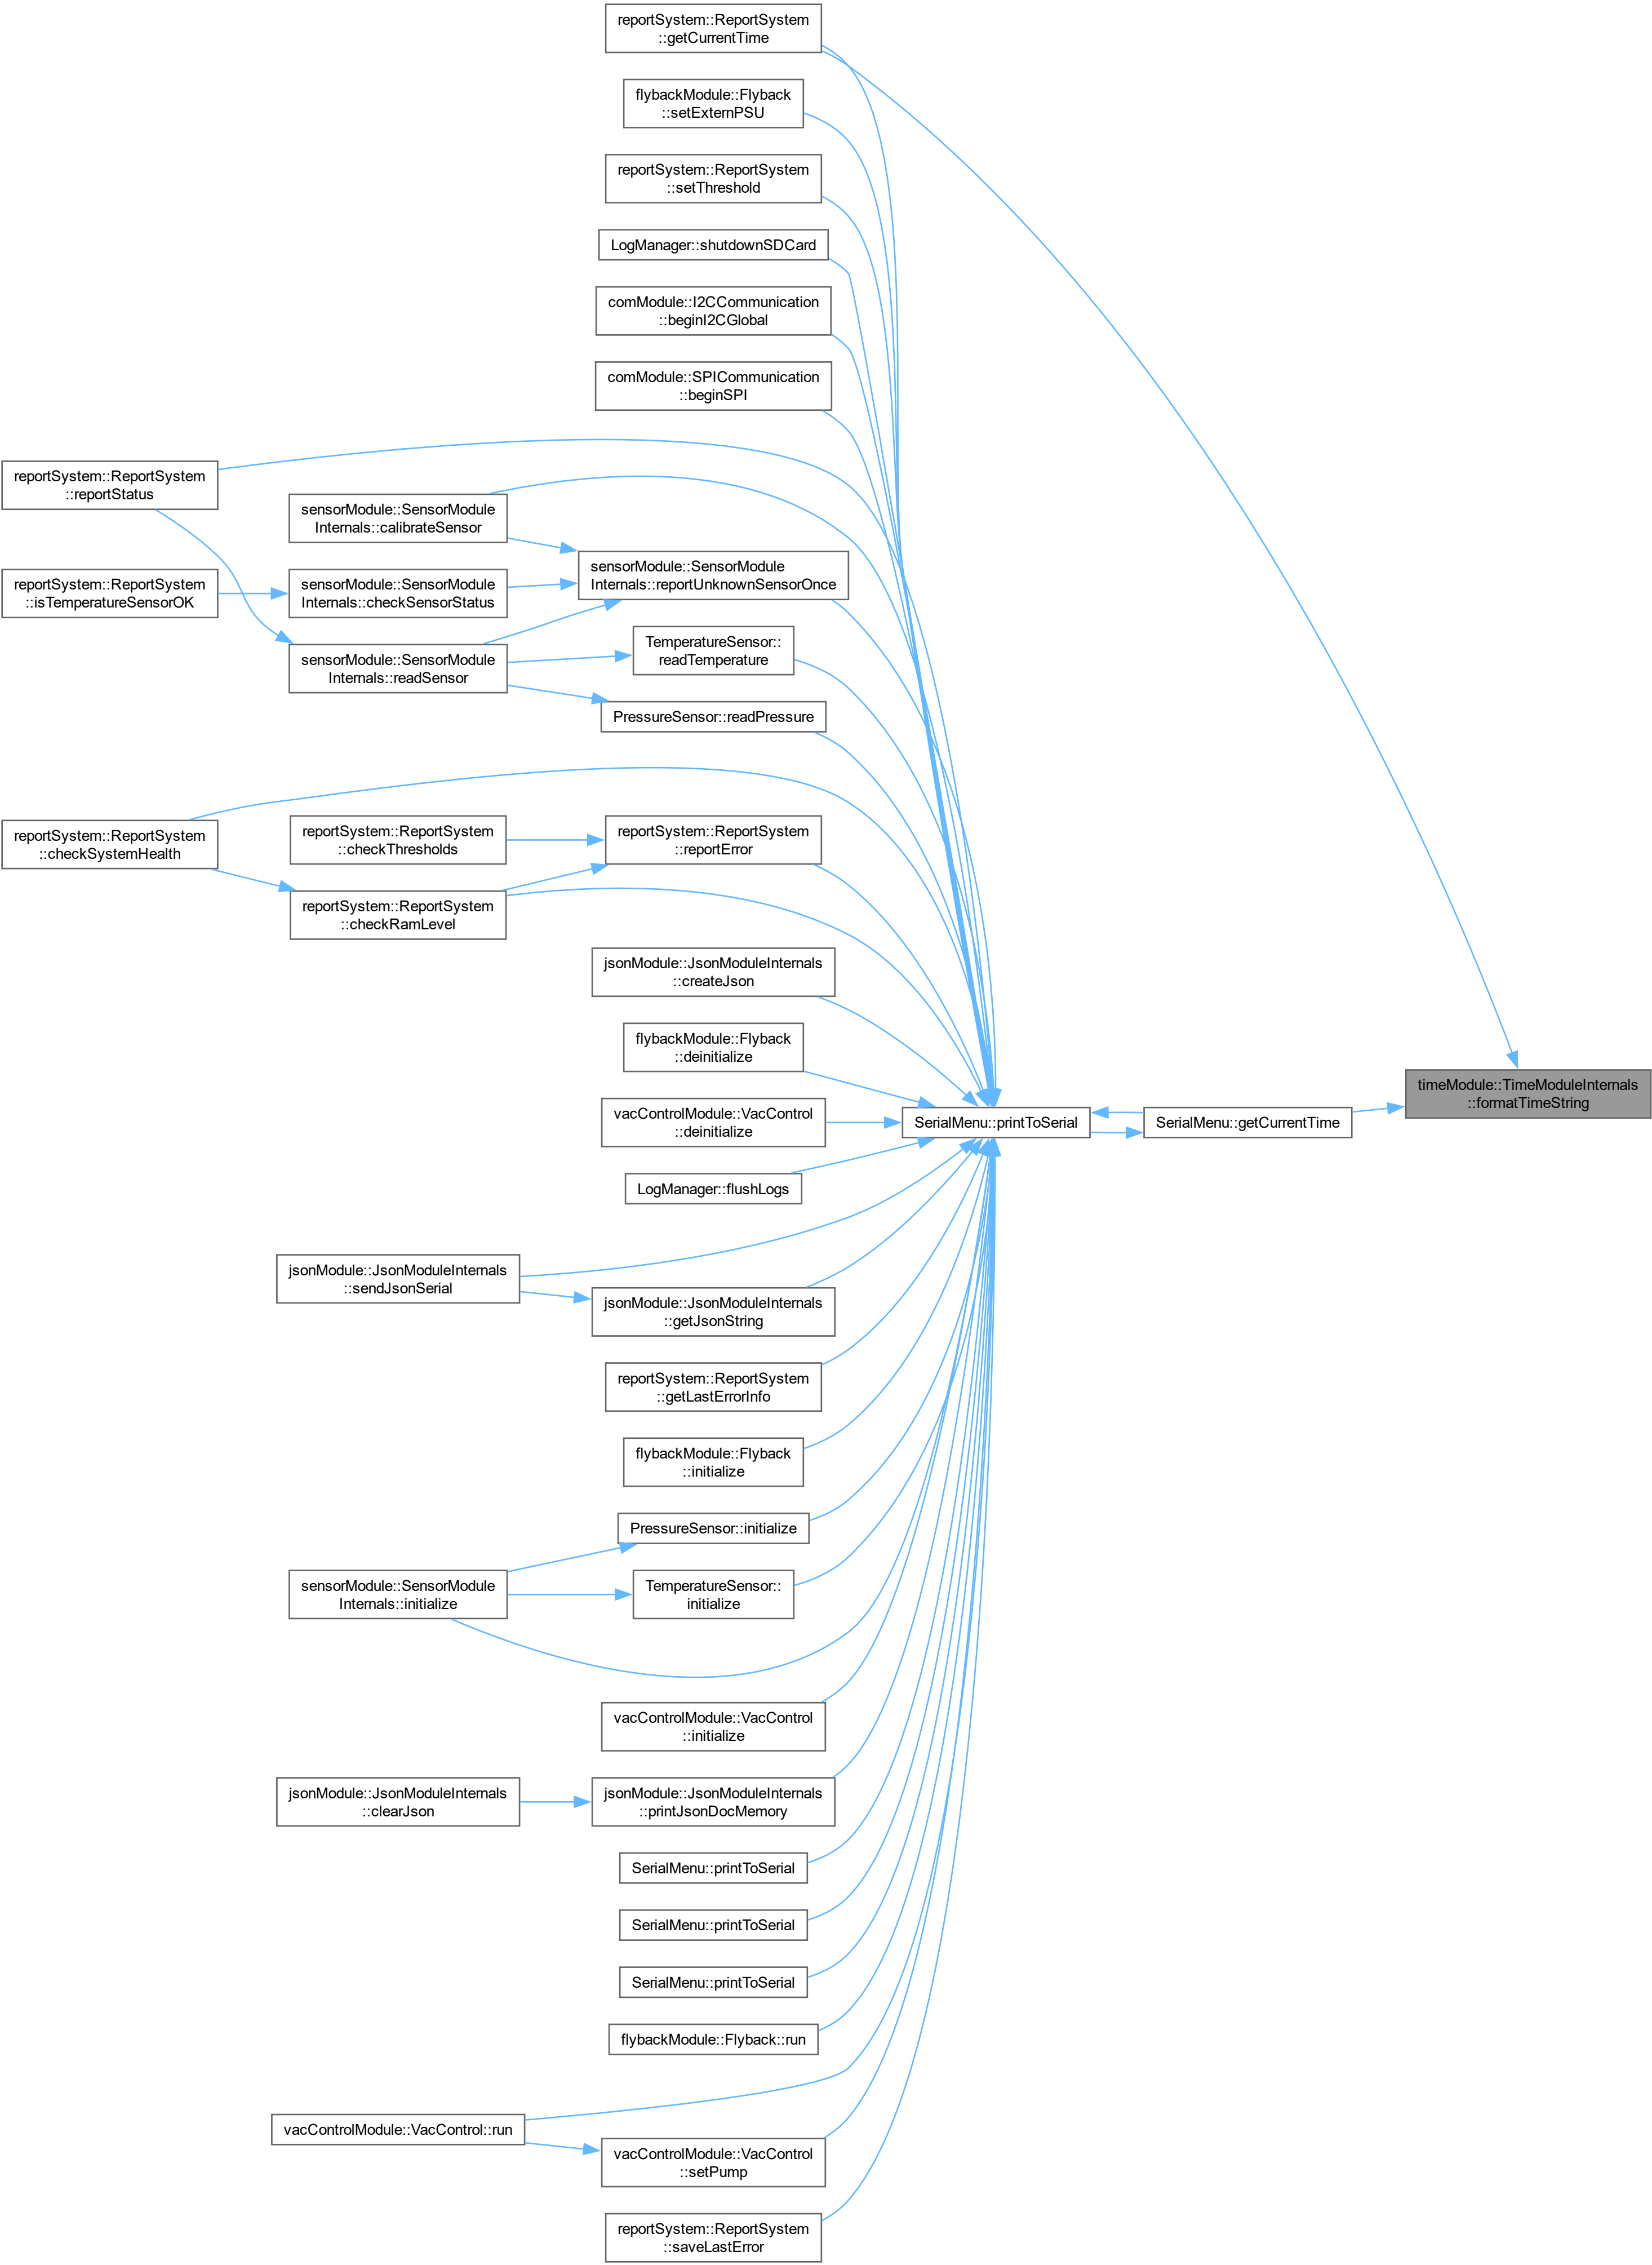 reportSystem::ReportSystem
::getCurrentTime
flybackModule::Flyback
::setExternPSU
reportSystem::ReportSystem
::setThreshold
LogManager::shutdownSDCard
comModule::I2CCommunication
::beginI2CGlobal
comModule::SPICommunication
::beginSPI
reportSystem::ReportSystem
::reportStatus
sensorModule::SensorModule
Internals::calibrateSensor
sensorModule::SensorModule
Internals::reportUnknownSensorOnce
reportSystem::ReportSystem
::isTemperatureSensorOK
sensorModule::SensorModule
Internals::checkSensorStatus
sensorModule::SensorModule
Internals::readSensor
TemperatureSensor::
readTemperature
PressureSensor::readPressure
reportSystem::ReportSystem
::checkSystemHealth
reportSystem::ReportSystem
::checkThresholds
reportSystem::ReportSystem
::reportError
reportSystem::ReportSystem
::checkRamLevel
jsonModule::JsonModuleInternals
::createJson
flybackModule::Flyback
::deinitialize
vacControlModule::VacControl
::deinitialize
SerialMenu::printToSerial
SerialMenu::getCurrentTime
timeModule::TimeModuleInternals
::formatTimeString
LogManager::flushLogs
jsonModule::JsonModuleInternals
::sendJsonSerial
jsonModule::JsonModuleInternals
::getJsonString
reportSystem::ReportSystem
::getLastErrorInfo
flybackModule::Flyback
::initialize
PressureSensor::initialize
sensorModule::SensorModule
Internals::initialize
TemperatureSensor::
initialize
vacControlModule::VacControl
::initialize
jsonModule::JsonModuleInternals
::clearJson
jsonModule::JsonModuleInternals
::printJsonDocMemory
SerialMenu::printToSerial
SerialMenu::printToSerial
SerialMenu::printToSerial
flybackModule::Flyback::run
vacControlModule::VacControl::run
vacControlModule::VacControl
::setPump
reportSystem::ReportSystem
::saveLastError